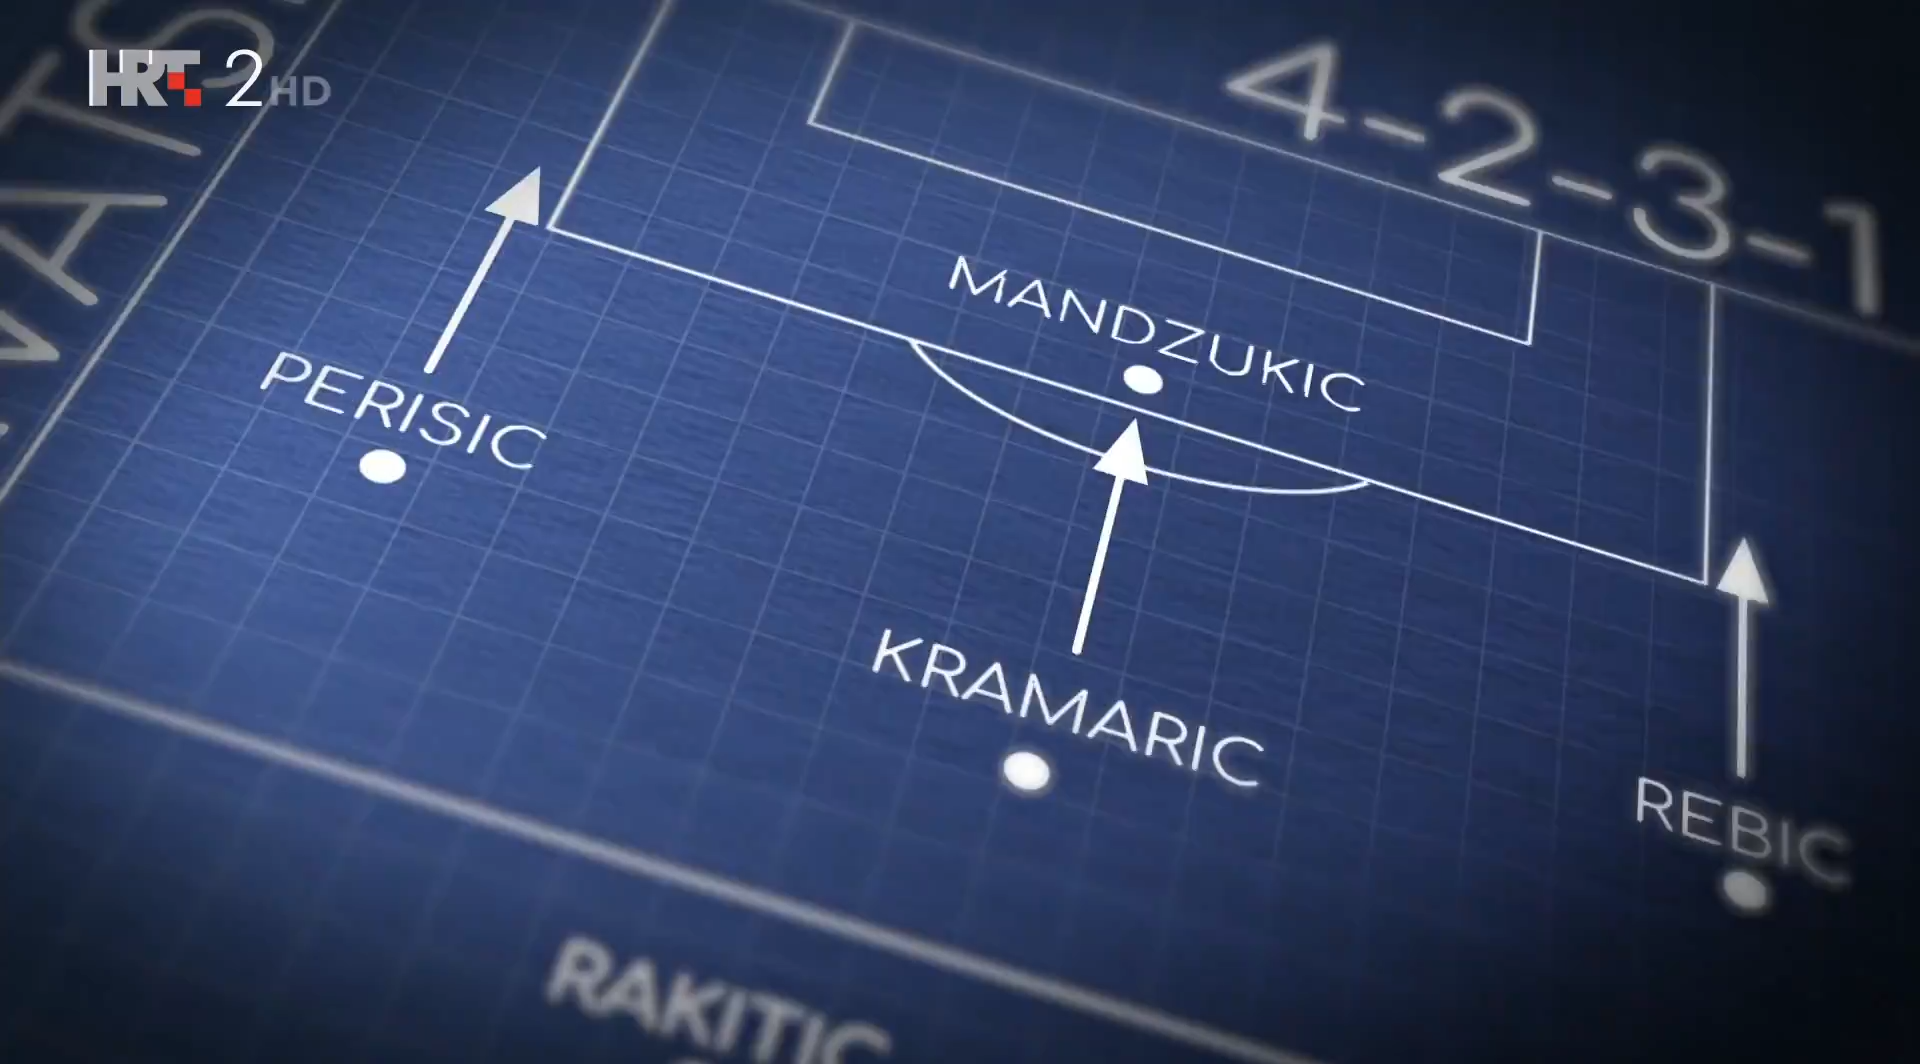 HRT 2 HD
4-2-3-1
MANDZUKIC
PERISIC
KRAMARIC
REBIC
RAKITIC